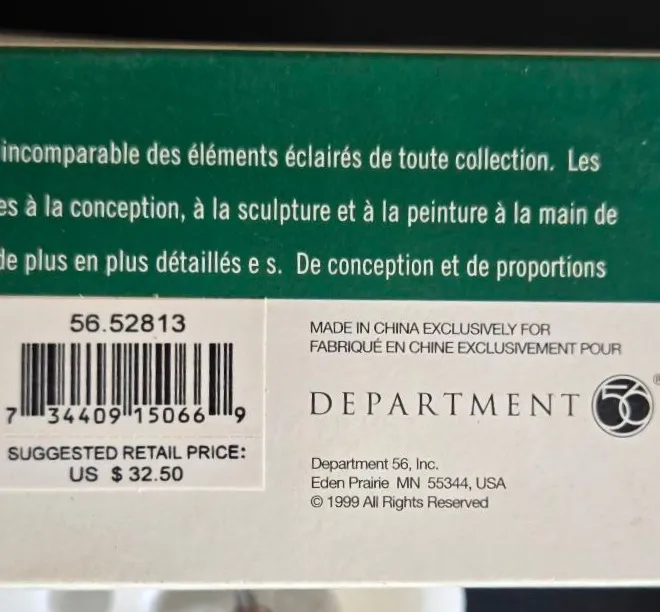 incomparable des éléments éclairés de toute collection. Les
es à la conception, à la sculpture et à la peinture à la main de
de plus en plus détaillés e s. De conception et de proportions
56.52813
7 34409 15066 9
SUGGESTED RETAIL PRICE:
US $ 32.50
MADE IN CHINA EXCLUSIVELY FOR
FABRIQUÉ EN CHINE EXCLUSIVEMENT POUR
DEPARTMENT 56 ®
Department 56, Inc.
Eden Prairie MN 55344, USA
© 1999 All Rights Reserved